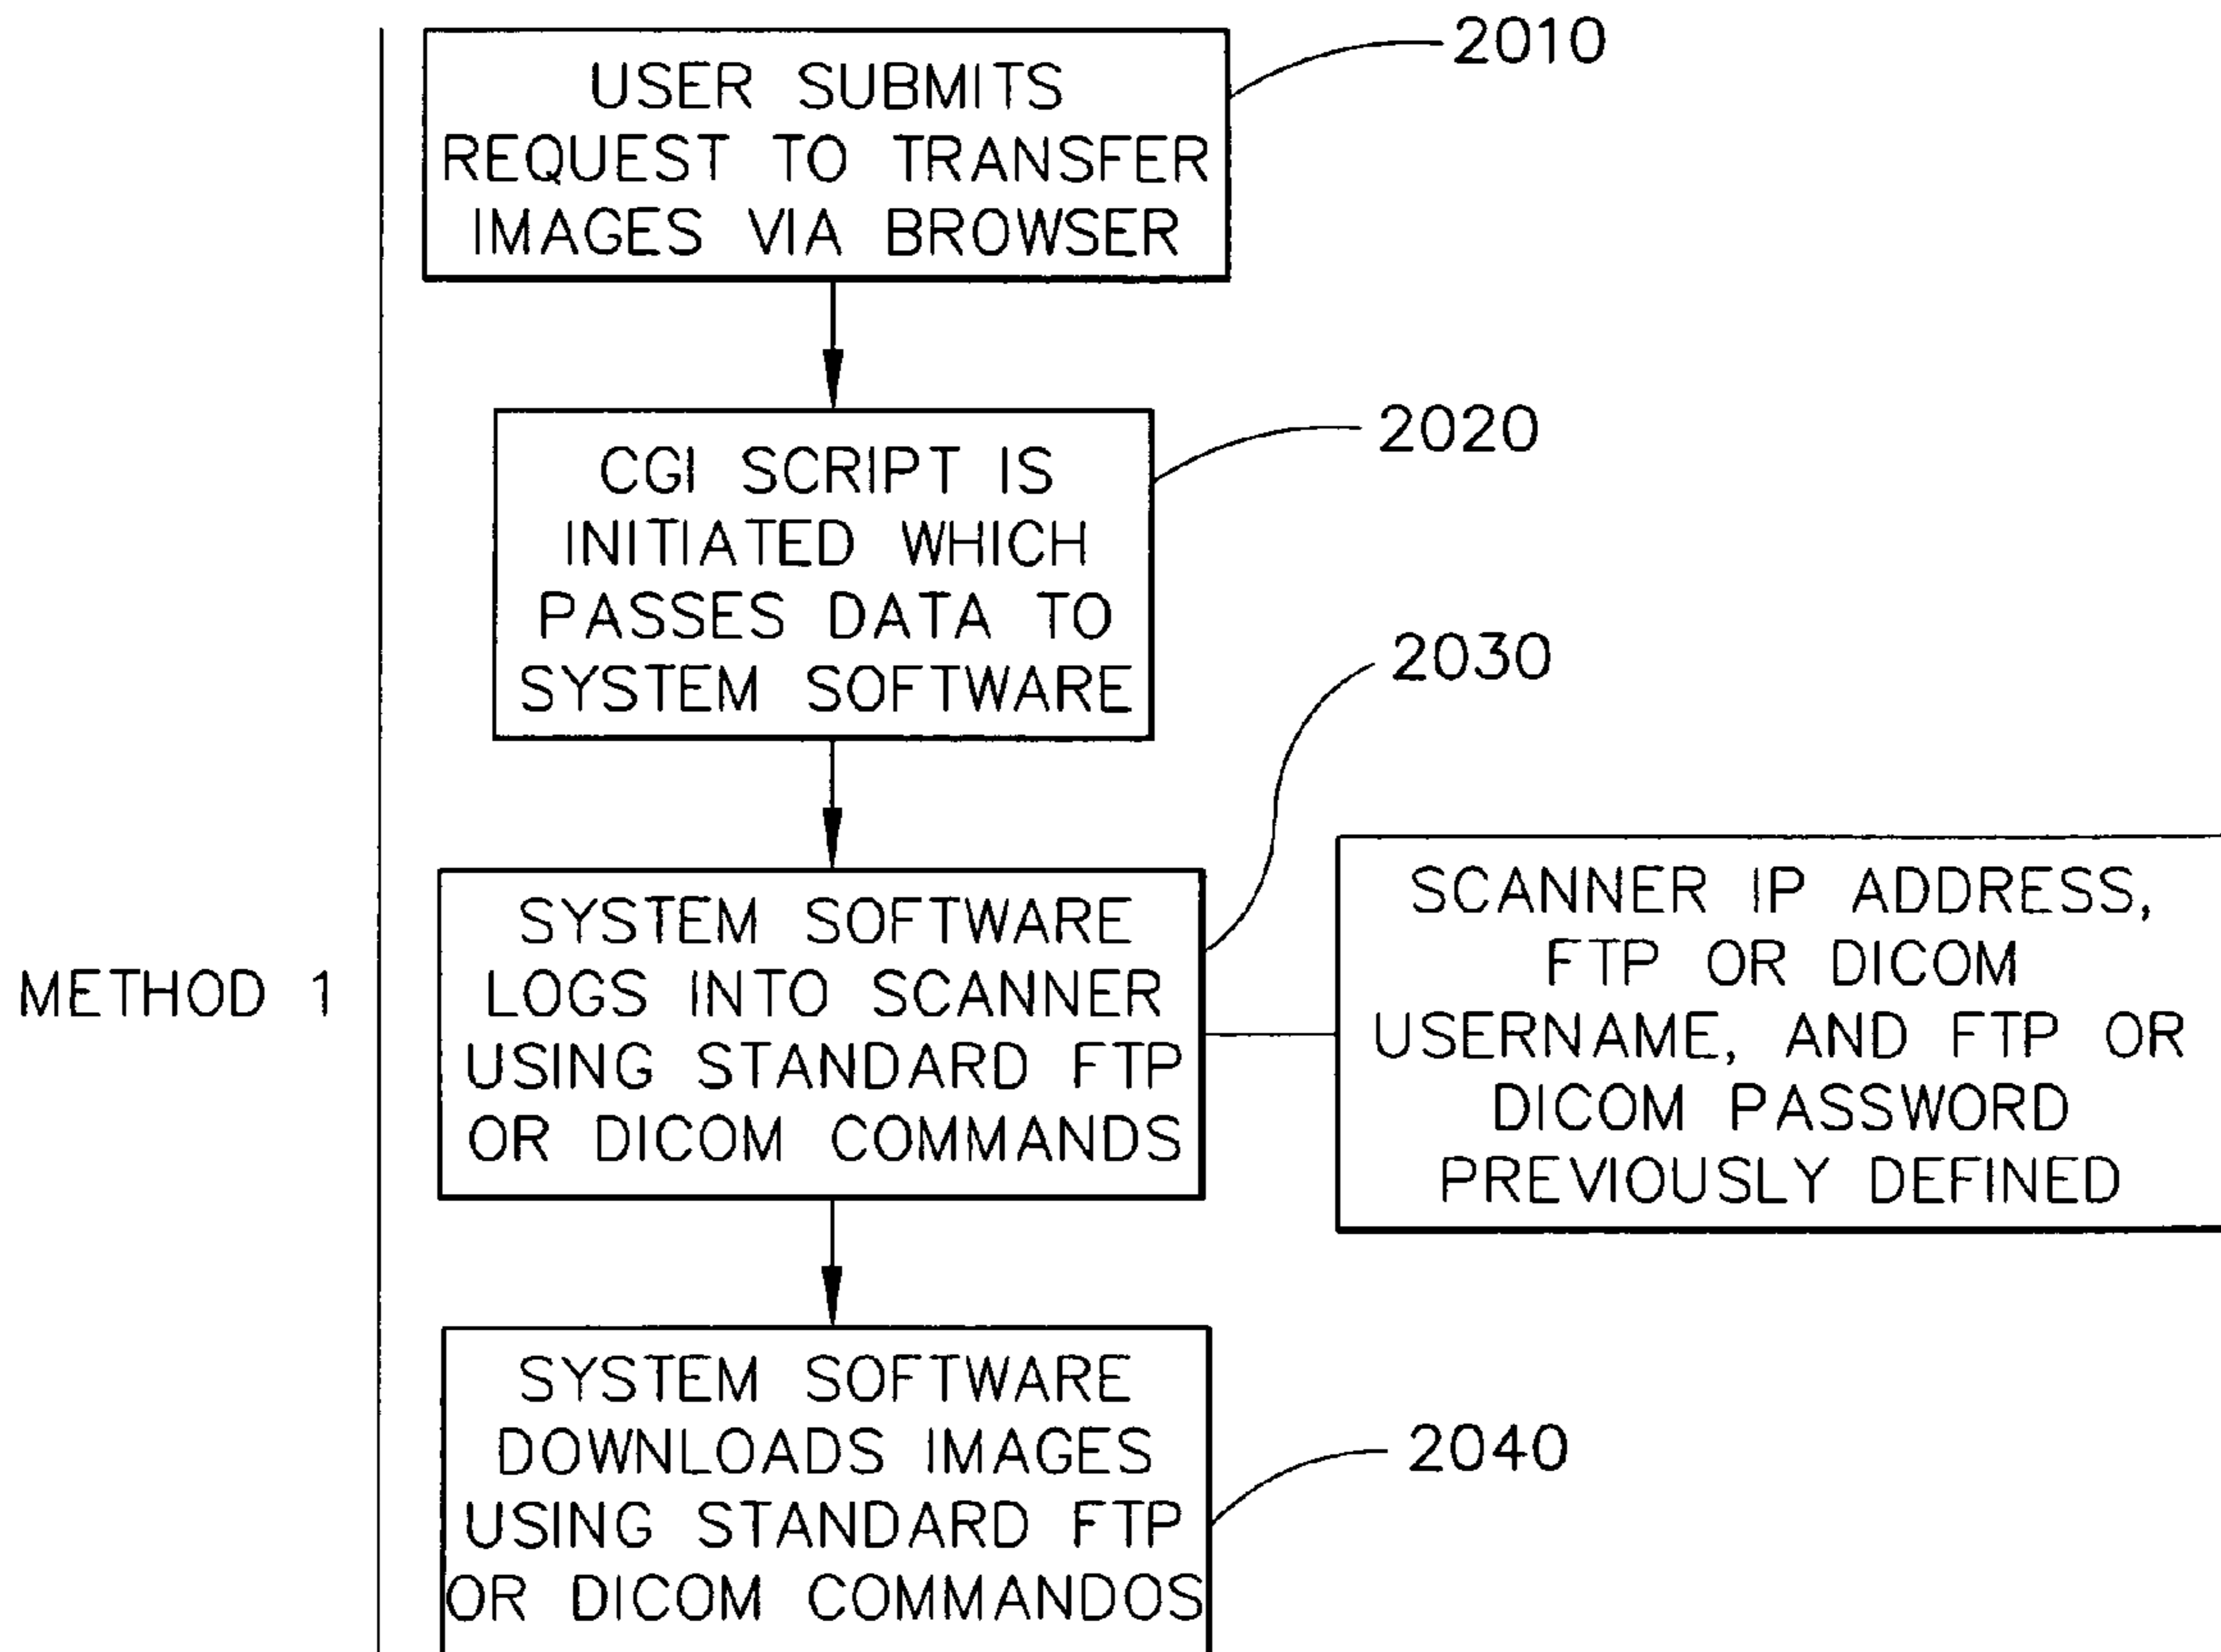 2010
USER SUBMITS
REQUEST TO TRANSFER
IMAGES VIA BROWSER
2020
CGI SCRIPT IS
INITIATED WHICH
PASSES DATA TO
SYSTEM SOFTWARE
2030
METHOD 1
SYSTEM SOFTWARE
LOGS INTO SCANNER
USING STANDARD FTP
OR DICOM COMMANDS
SCANNER IP ADDRESS,
FTP OR DICOM
USERNAME, AND FTP OR
DICOM PASSWORD
PREVIOUSLY DEFINED
SYSTEM SOFTWARE
DOWNLOADS IMAGES
USING STANDARD FTP
OR DICOM COMMANDOS
2040